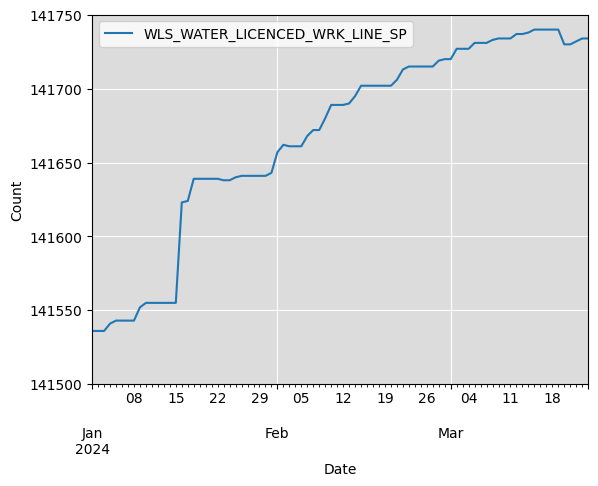 WLS_WATER_LICENCED_WRK_LINE_SP
141750
141700
141650
141600
141550
141500
Count
08 15 22 29 05 12 19 26 04 11 18
Jan Feb Mar
2024
Date